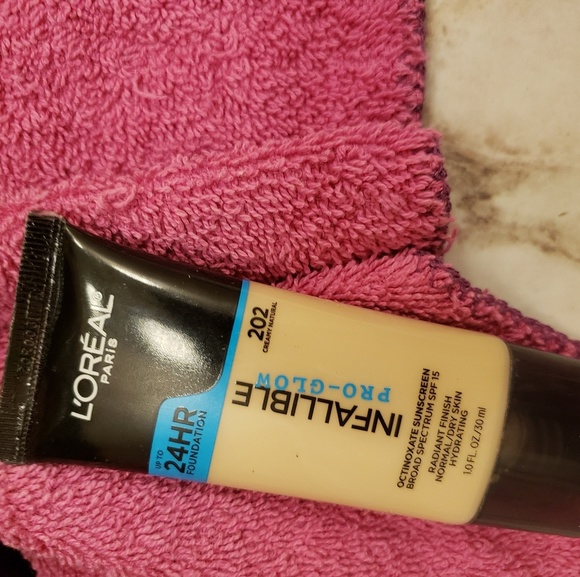 L'ORÉAL
PARIS
UP TO
24HR
FOUNDATION
202
CREAMY NATURAL
INFALLIBLE
PRO-GLOW
OCTINOXATE SUNSCREEN
BROAD SPECTRUM SPF 15
RADIANT FINISH
NORMAL/DRY SKIN
HYDRATING
1.0 FL. OZ/30 ml